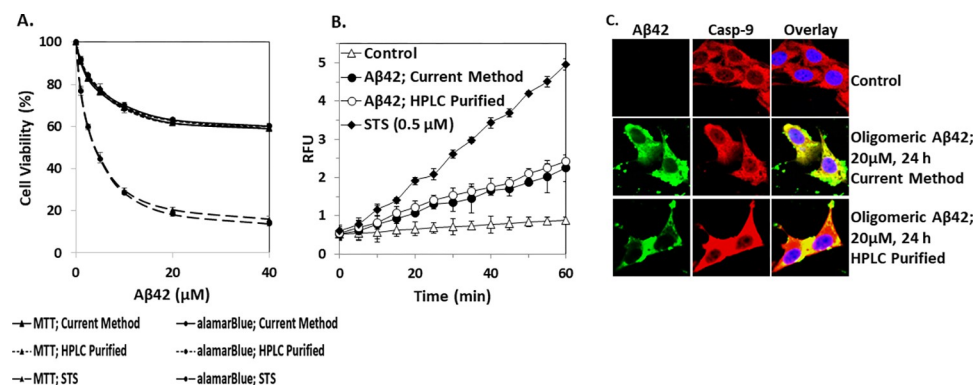 A.
100
80
60
40
20
0
Cell Viability (%)
0
20
40
Aβ42 (μM)
MTT; Current Method
MTT; HPLC Purified
MTT; STS
alamarBlue; Current Method
alamarBlue; HPLC Purified
alamarBlue; STS
B.
Control
Aβ42; Current Method
Aβ42; HPLC Purified
STS (0.5 μM)
5
4
3
2
1
0
RFU
0
20
40
60
Time (min)
C.
Aβ42
Casp-9
Overlay
Control
Oligomeric Aβ42;
20μM, 24 h
Current Method
Oligomeric Aβ42;
20μM, 24 h
HPLC Purified